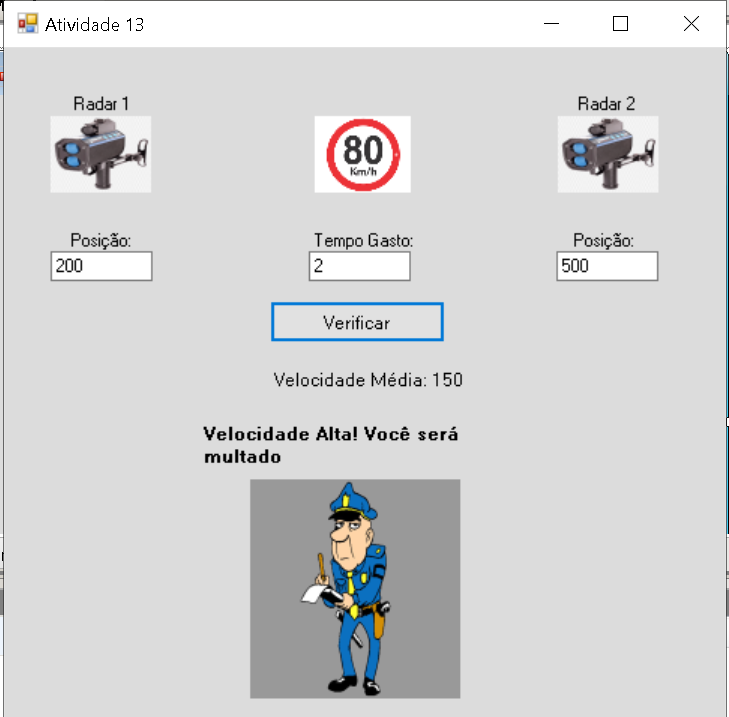 Atividade 13
Radar 1
Radar 2
80
Km/h
Posição:
Tempo Gasto:
Posição:
200
2
500
Verificar
Velocidade Média: 150
Velocidade Alta! Você será
multado